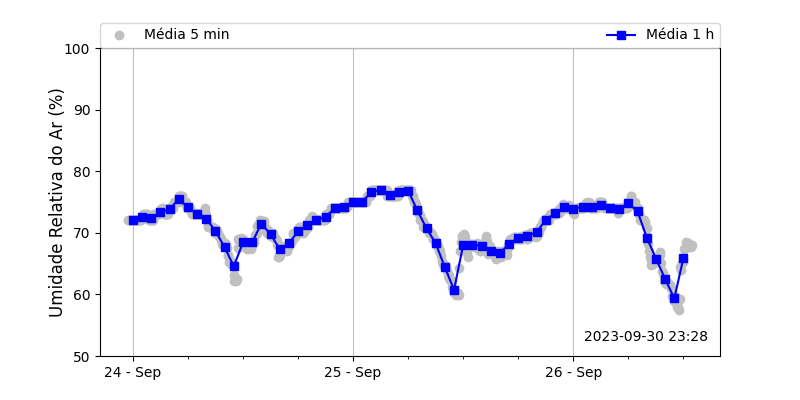 Média 5 min
Média 1 h
Umidade Relativa do Ar (%)
100
90
80
70
60
50
2023-09-30 23:28
24 - Sep
25 - Sep
26 - Sep